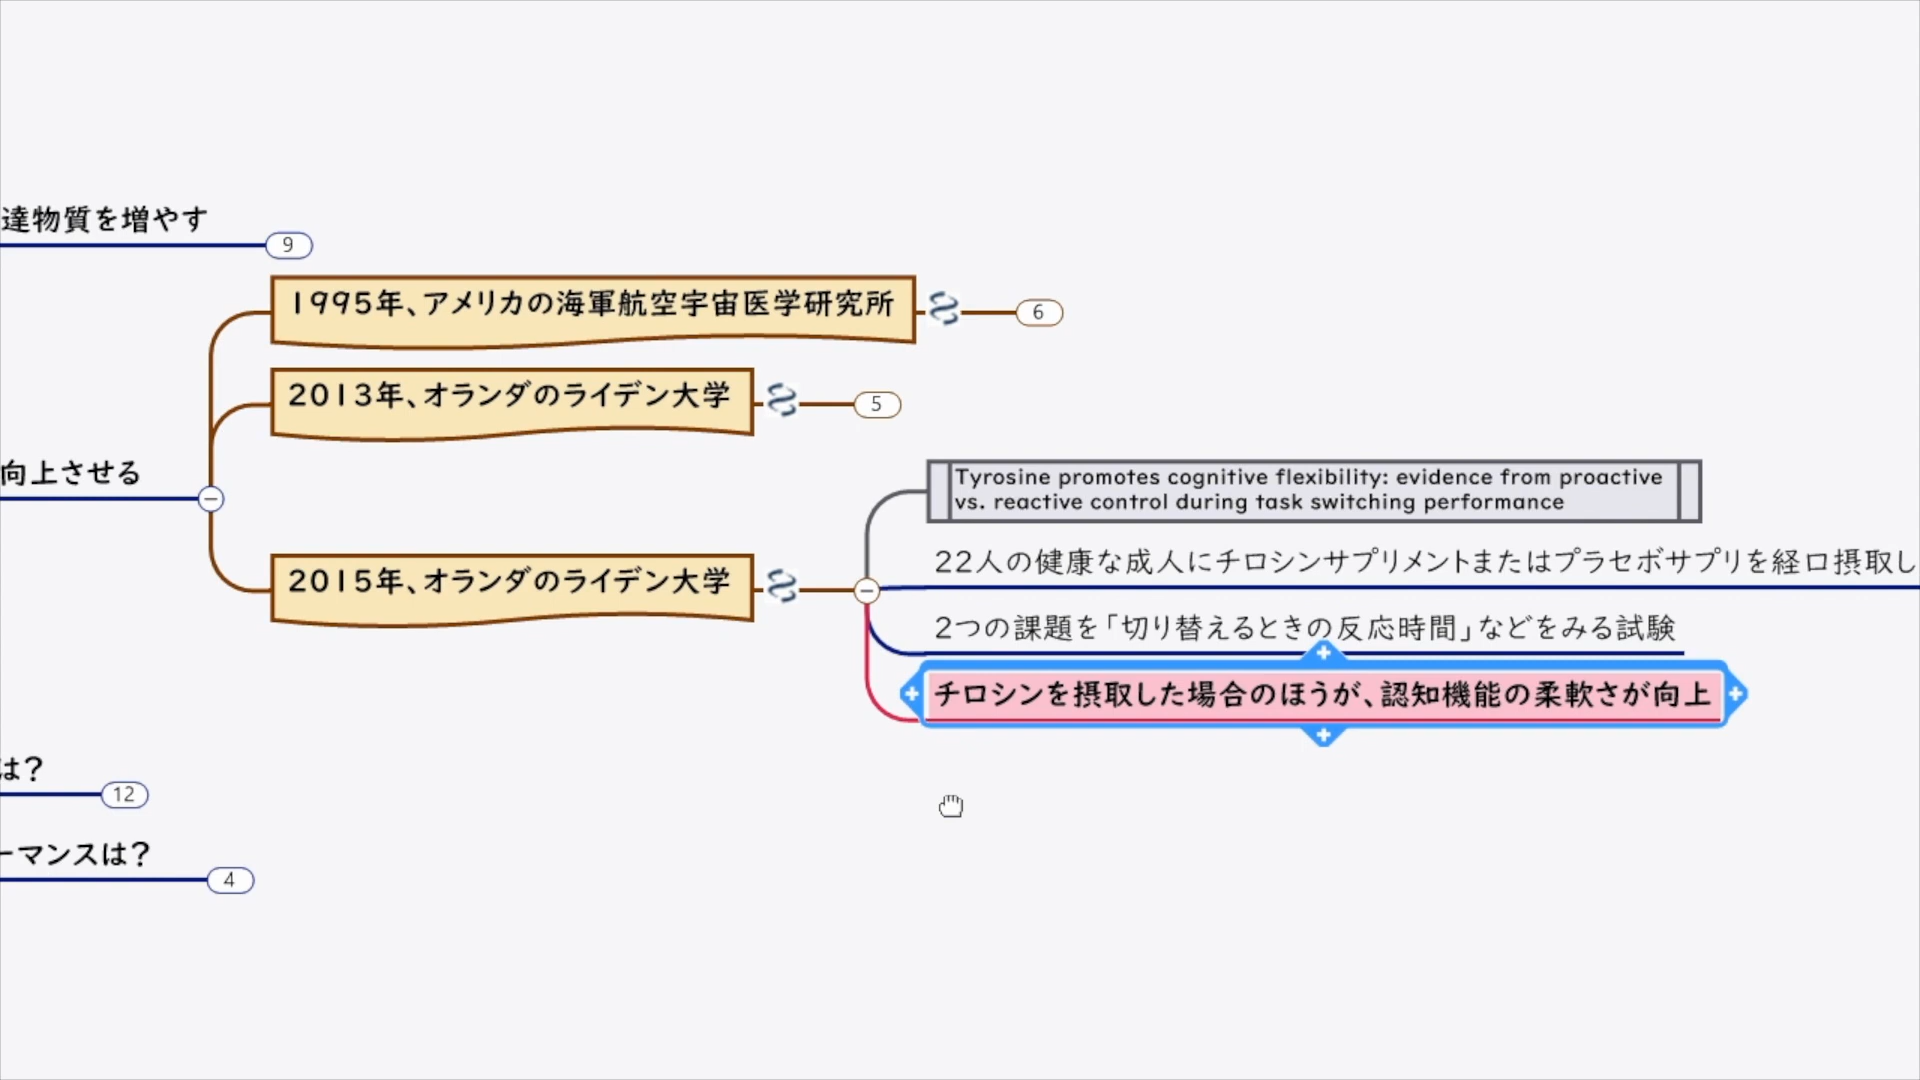 達物質を増やす
9
1995年、アメリカの海軍航空宇宙医学研究所
6
2013年、オランダのライデン大学
5
向上させる
2015年、オランダのライデン大学
Tyrosine promotes cognitive flexibility: evidence from proactive
vs. reactive control during task switching performance
22人の健康な成人にチロシンサプリメントまたはプラセボサプリを経口摂取し
2つの課題を「切り替えるときの反応時間」などをみる試験
チロシンを摂取した場合のほうが、認知機能の柔軟さが向上
は？
12
ーマンスは？
4